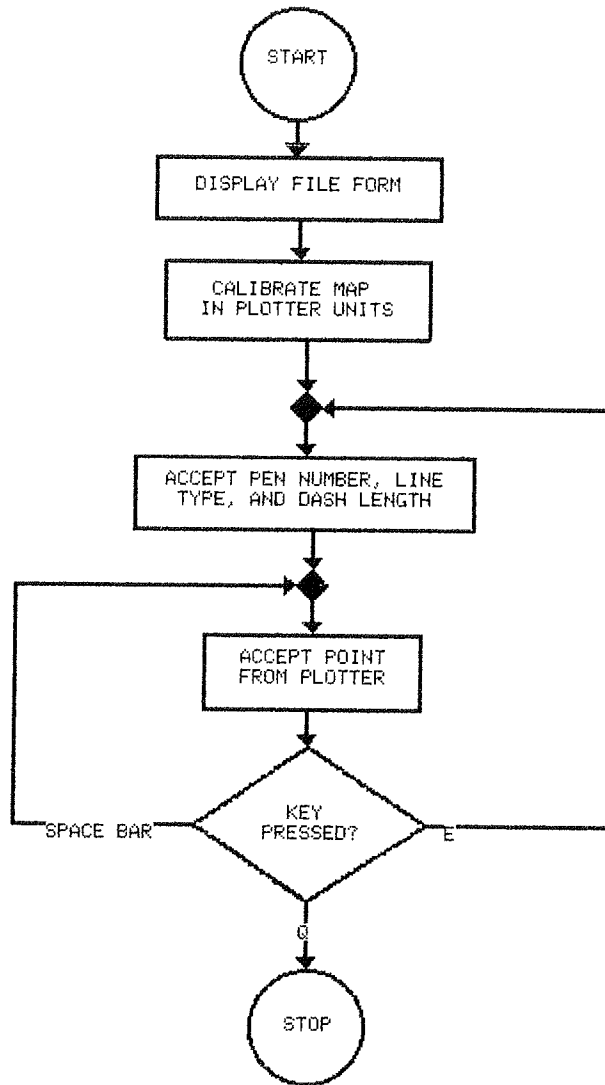 START
DISPLAY FILE FORM
CALIBRATE MAP
IN PLOTTER UNITS
ACCEPT PEN NUMBER, LINE
TYPE, AND DASH LENGTH
ACCEPT POINT
FROM PLOTTER
KEY
PRESSED?
SPACE BAR
E
Q
STOP